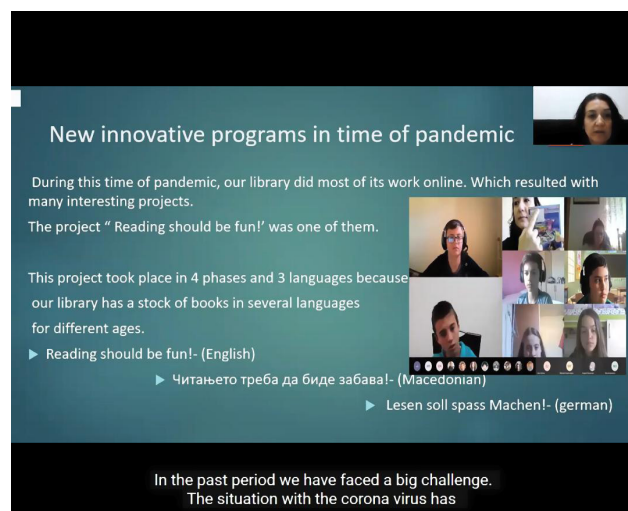 New innovative programs in time of pandemic
During this time of pandemic, our library did most of its work online. Which resulted with
many interesting projects.
The project “ Reading should be fun!’ was one of them.
This project took place in 4 phases and 3 languages because
our library has a stock of books in several languages
for different ages.
Reading should be fun!- (English)
Читањето треба да биде забава!- (Macedonian)
Lesen soll spass Machen!- (german)
In the past period we have faced a big challenge.
The situation with the corona virus has